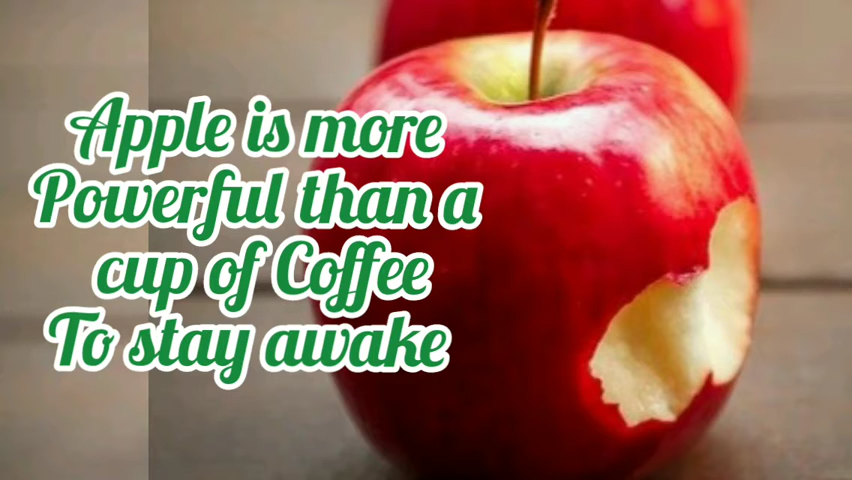 Apple is more
Powerful than a
cup of Coffee
To stay awake